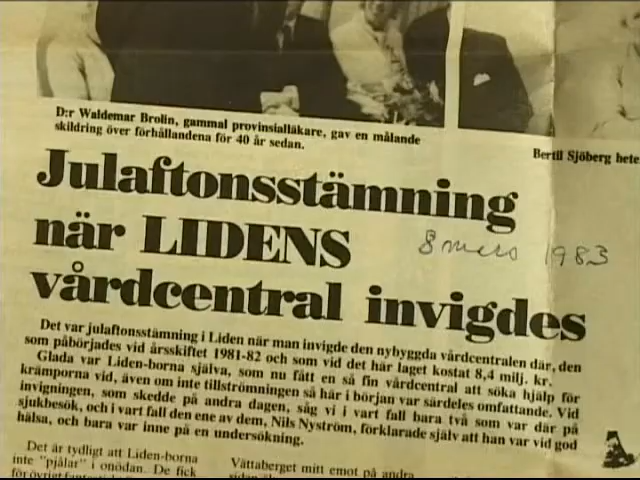 D:r Waldemar Brolin, gammal provinsialläkare, gav en målande
skildring över förhållandena för 40 år sedan.
Bertil Sjöberg hete
Julaftonsstämning
när LIDENS
8 mars 1983
vårdcentral invigdes
Det var julaftonsstämning i Liden när man invigde den nybyggda vårdcentralen där, den
som påbörjades vid årsskiftet 1981-82 och som vid det här laget kostat 8,4 milj. kr.
Glada var Liden-borna själva, som nu fått en så fin vårdcentral att söka hjälp för
krämporna vid, även om inte tillströmningen så här i början var särdeles omfattande. Vid
invigningen, som skedde på andra dagen, såg vi i vart fall bara två som var där på
sjukbesök, och i vart fall den ene av dem, Nils Nyström, förklarade själv att han var vid god
hälsa, och bara var inne på en undersökning.
Det är tydligt att Liden-borna
inte "pjålar" i onödan. De fick
för övrigt
Vättaberget mitt emot på andra